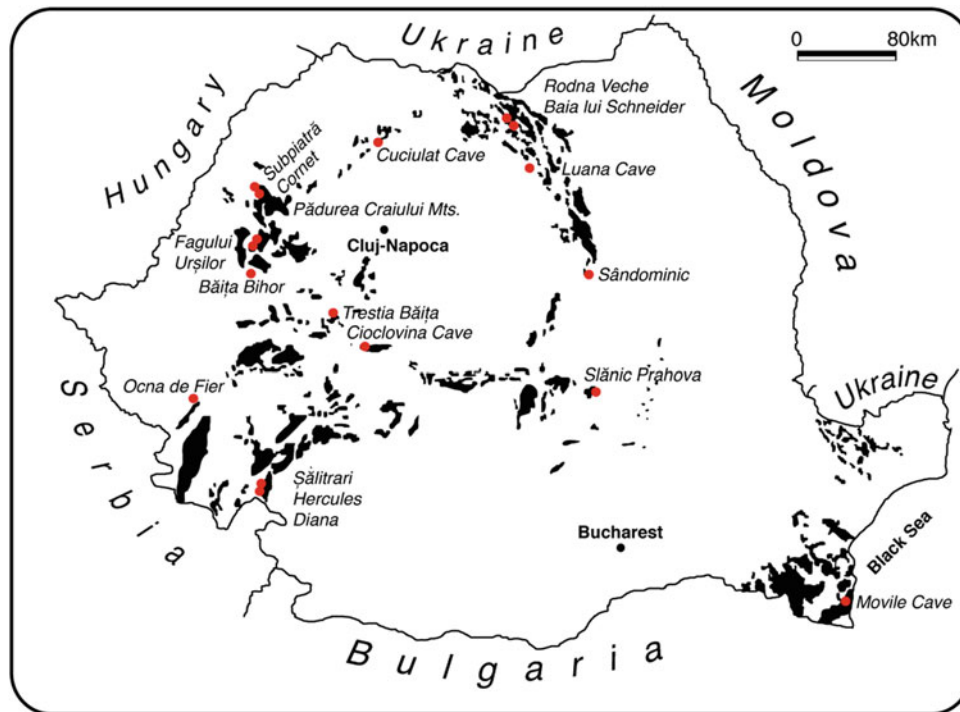 Ukraine
0 80km
Hungary
Moldova
Rodna Veche
Baia lui Schneider
Subpiatră
Cornet
Cuciulat Cave
Luana Cave
Pădurea Craiului Mts.
Cluj-Napoca
Fagului
Urșilor
Băița Bihor
Sândominic
Trestia Băița
Cioclovina Cave
Ocna de Fier
Slănic Prahova
Ukraine
Serbia
Șălitrari
Hercules
Diana
Bucharest
Black Sea
Movile Cave
Bulgaria